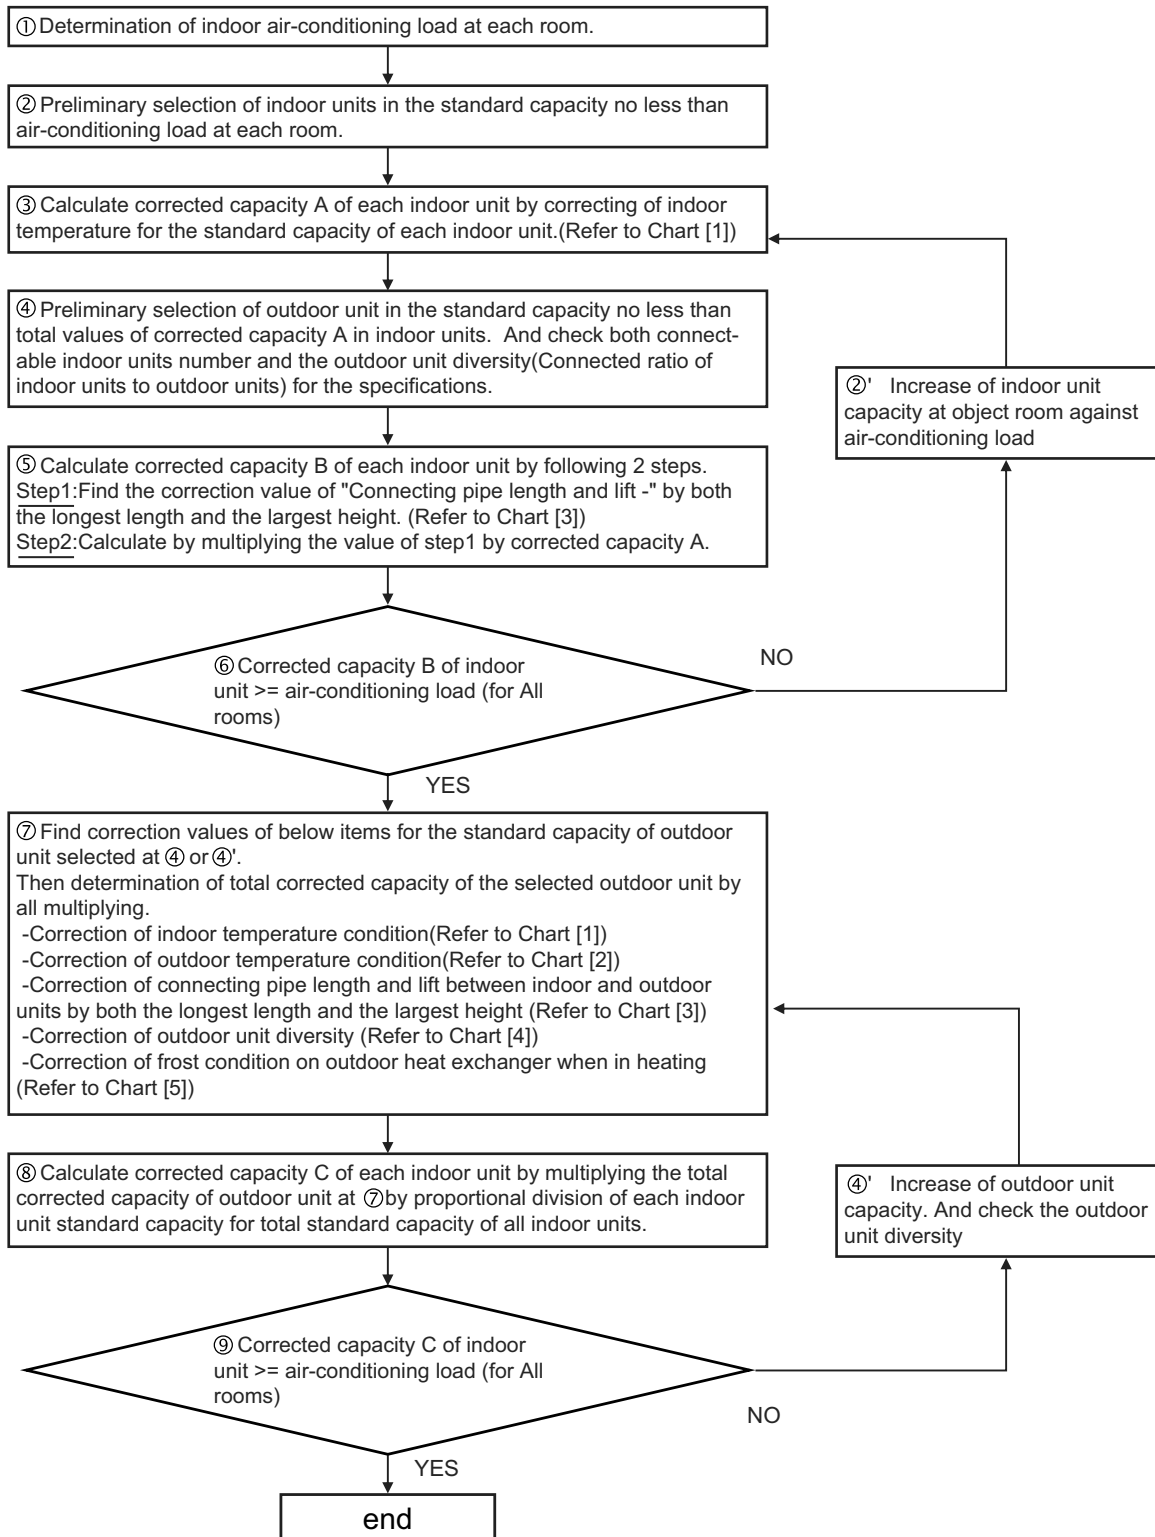 ①Determination of indoor air-conditioning load at each room.
②Preliminary selection of indoor units in the standard capacity no less than
air-conditioning load at each room.
③Calculate corrected capacity A of each indoor unit by correcting of indoor
temperature for the standard capacity of each indoor unit.(Refer to Chart [1])
④Preliminary selection of outdoor unit in the standard capacity no less than
total values of corrected capacity A in indoor units. And check both connect-
able indoor units number and the outdoor unit diversity(Connected ratio of
indoor units to outdoor units) for the specifications.
②' Increase of indoor unit
capacity at object room against
air-conditioning load
⑤Calculate corrected capacity B of each indoor unit by following 2 steps.
Step1:Find the correction value of "Connecting pipe length and lift -" by both
the longest length and the largest height. (Refer to Chart [3])
Step2:Calculate by multiplying the value of step1 by corrected capacity A.
⑥Corrected capacity B of indoor
unit >= air-conditioning load (for All
rooms)
NO
YES
⑦Find correction values of below items for the standard capacity of outdoor
unit selected at ④ or ④'.
Then determination of total corrected capacity of the selected outdoor unit by
all multiplying.
-Correction of indoor temperature condition(Refer to Chart [1])
-Correction of outdoor temperature condition(Refer to Chart [2])
-Correction of connecting pipe length and lift between indoor and outdoor
units by both the longest length and the largest height (Refer to Chart [3])
-Correction of outdoor unit diversity (Refer to Chart [4])
-Correction of frost condition on outdoor heat exchanger when in heating
(Refer to Chart [5])
⑧Calculate corrected capacity C of each indoor unit by multiplying the total
corrected capacity of outdoor unit at ⑦by proportional division of each indoor
unit standard capacity for total standard capacity of all indoor units.
④' Increase of outdoor unit
capacity. And check the outdoor
unit diversity
⑨Corrected capacity C of indoor
unit >= air-conditioning load (for All
rooms)
NO
YES
end